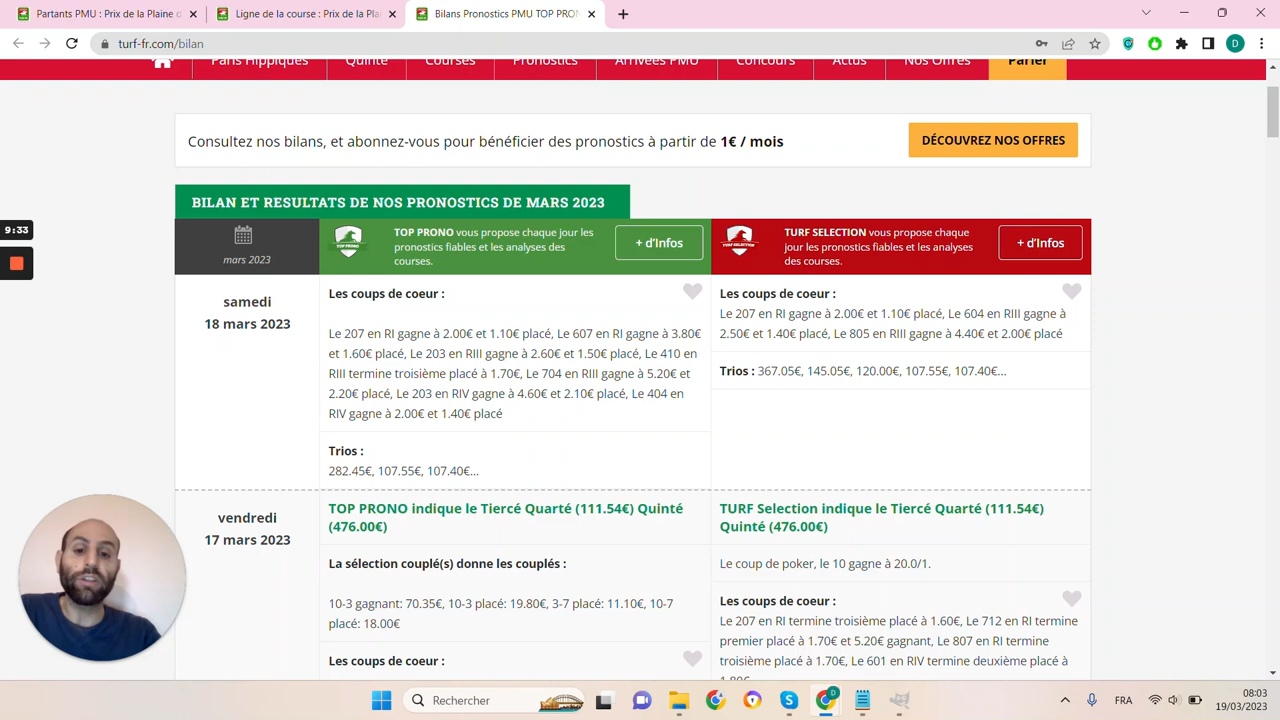 Partants PMU : Prix de la Plaine d
Ligne de la course : Prix de la Pla
Bilans Pronostics PMU TOP PRON
turf-fr.com/bilan
D
Paris Hippiques
Quinté
Courses
Pronostics
Arrivées PMU
Concours
Actus
Nos Offres
Parier
Consultez nos bilans, et abonnez-vous pour bénéficier des pronostics à partir de 1€ / mois
DÉCOUVREZ NOS OFFRES
BILAN ET RESULTATS DE NOS PRONOSTICS DE MARS 2023
9:33
mars 2023
TOP PRONO
TOP PRONO vous propose chaque jour les
pronostics fiables et les analyses des
courses.
+ d'Infos
TURF SELECTION
TURF SELECTION vous propose chaque
jour les pronostics fiables et les analyses
des courses.
+ d'Infos
samedi
18 mars 2023
Les coups de coeur :
Le 207 en RI gagne à 2.00€ et 1.10€ placé, Le 607 en RI gagne à 3.80€
et 1.60€ placé, Le 203 en RIII gagne à 2.60€ et 1.50€ placé, Le 410 en
RIII termine troisième placé à 1.70€, Le 704 en RIII gagne à 5.20€ et
2.20€ placé, Le 203 en RIV gagne à 4.60€ et 2.10€ placé, Le 404 en
RIV gagne à 2.00€ et 1.40€ placé
Trios :
282.45€, 107.55€, 107.40€...
Les coups de coeur :
Le 207 en RI gagne à 2.00€ et 1.10€ placé, Le 604 en RIII gagne à
2.50€ et 1.40€ placé, Le 805 en RIII gagne à 4.40€ et 2.00€ placé
Trios : 367.05€, 145.05€, 120.00€, 107.55€, 107.40€...
vendredi
17 mars 2023
TOP PRONO indique le Tiercé Quarté (111.54€) Quinté
(476.00€)
La sélection couplé(s) donne les couplés :
10-3 gagnant: 70.35€, 10-3 placé: 19.80€, 3-7 placé: 11.10€, 10-7
placé: 18.00€
Les coups de coeur :
TURF Selection indique le Tiercé Quarté (111.54€)
Quinté (476.00€)
Le coup de poker, le 10 gagne à 20.0/1.
Les coups de coeur :
Le 207 en RI termine troisième placé à 1.60€, Le 712 en RI termine
premier placé à 1.70€ et 5.20€ gagnant, Le 807 en RI termine
troisième placé à 1.70€, Le 601 en RIV termine deuxième placé à
1.80€
Rechercher
D
FRA
08:03
19/03/2023